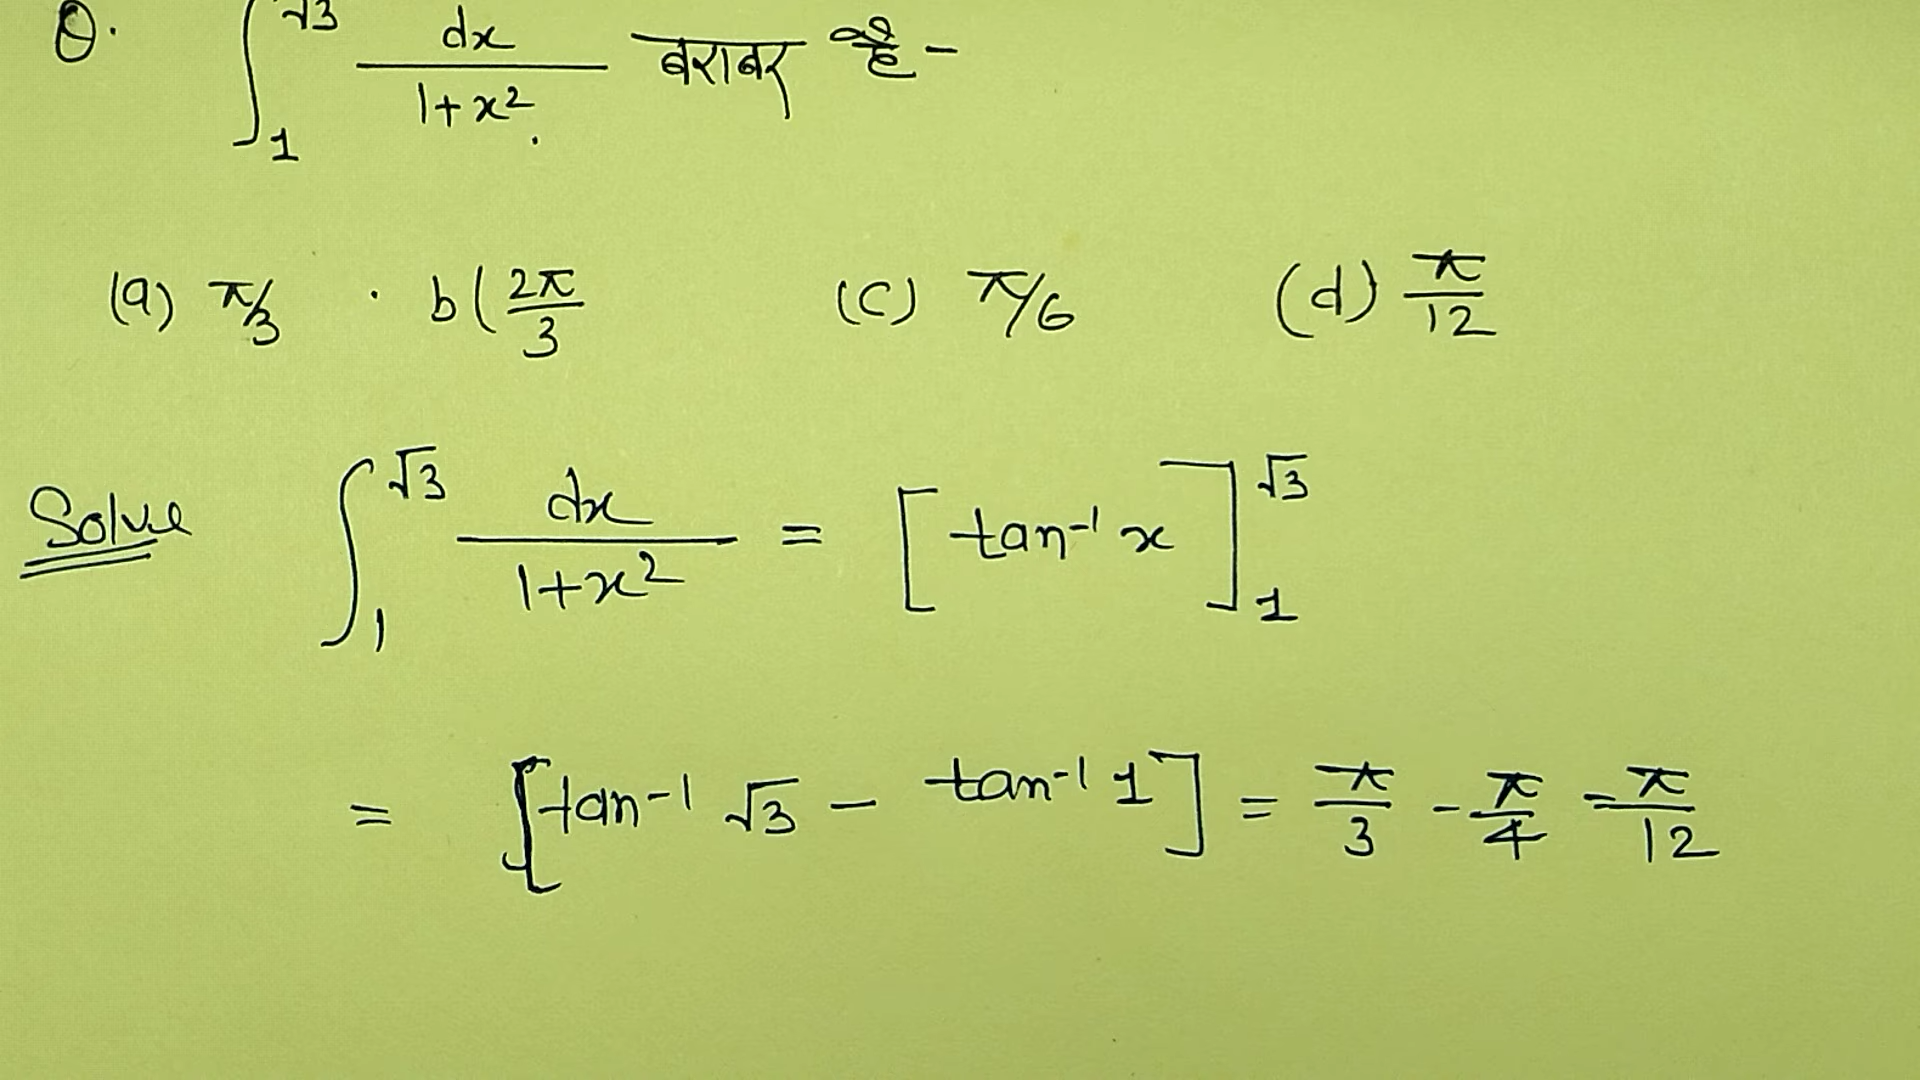 Q. ∫₁^√3 dx/1+x² बराबर है -
(a) π/3 . b( 2π/3 (c) π/6 (d) π/12
Solve ∫₁^√3 dx/1+x² = [tan⁻¹ x]₁^√3
= [tan⁻¹ √3 - tan⁻¹ 1] = π/3 - π/4 = π/12